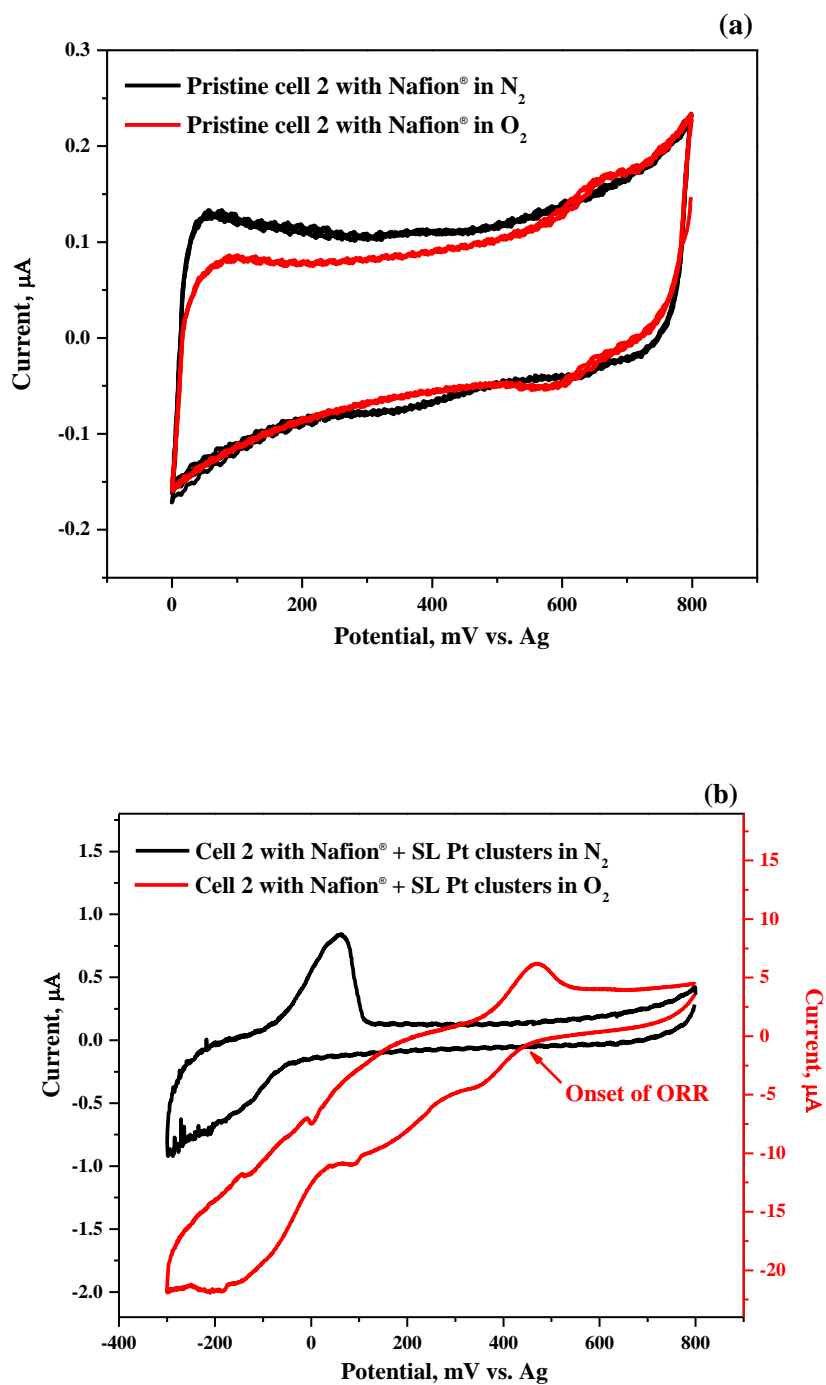 (a)
Pristine cell 2 with Nafion® in N2
Pristine cell 2 with Nafion® in O2
0.3
0.2
0.1
0.0
-0.1
-0.2
Current, µA
0 200 400 600 800
Potential, mV vs. Ag
(b)
Cell 2 with Nafion® + SL Pt clusters in N2
Cell 2 with Nafion® + SL Pt clusters in O2
1.5
1.0
0.5
0.0
-0.5
-1.0
-1.5
-2.0
Current, µA
Onset of ORR
15
10
5
0
-5
-10
-15
-20
Current, µA
-400 -200 0 200 400 600 800
Potential, mV vs. Ag